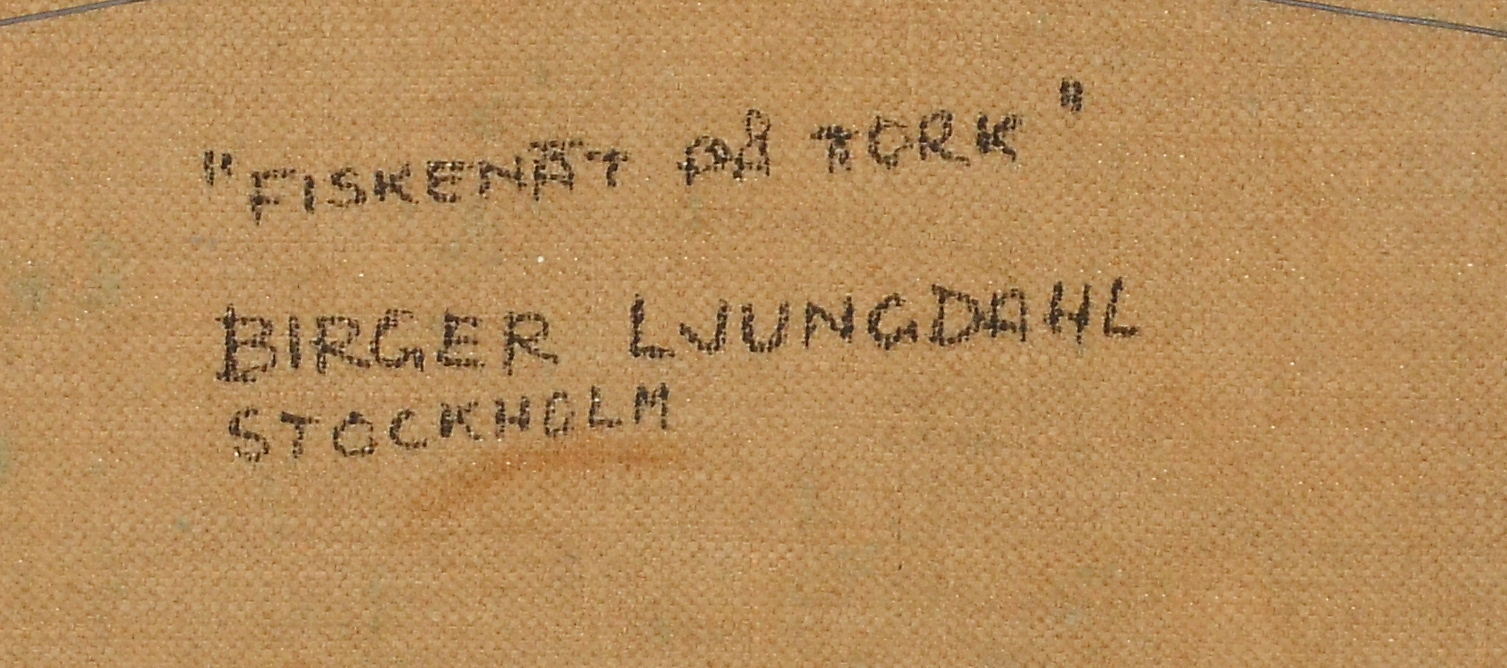 "FISKENÄT PÅ TORK"
BIRGER LJUNGDAHL
STOCKHOLM